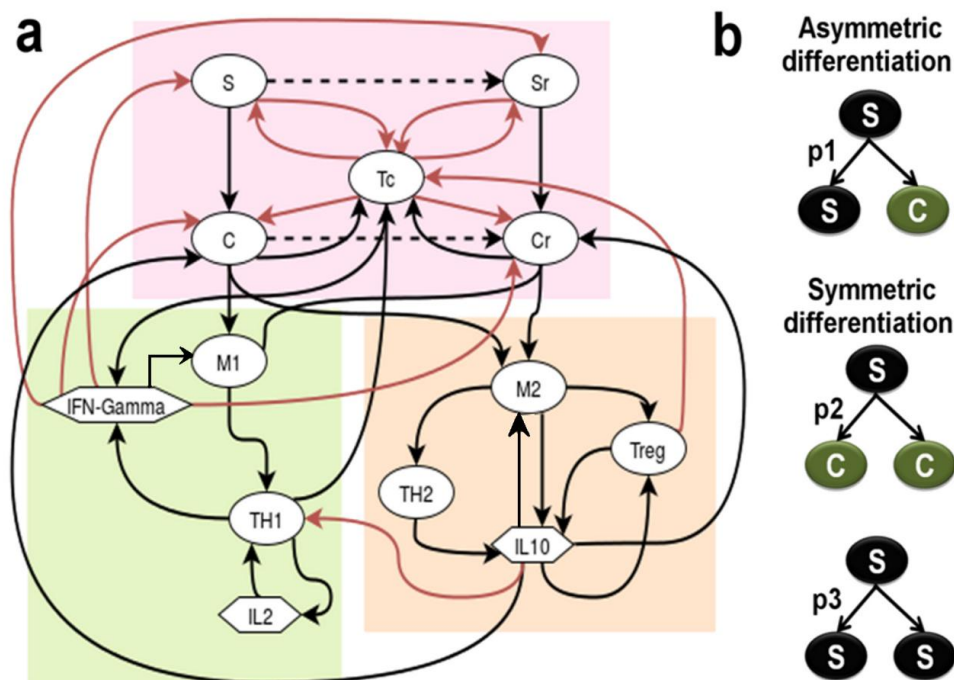 a
S
Sr
Tc
C
Cr
M1
IFN-Gamma
TH1
IL2
M2
Treg
TH2
IL10
b
Asymmetric
differentiation
S
p1
S C
Symmetric
differentiation
S
p2
C C
S
p3
S S